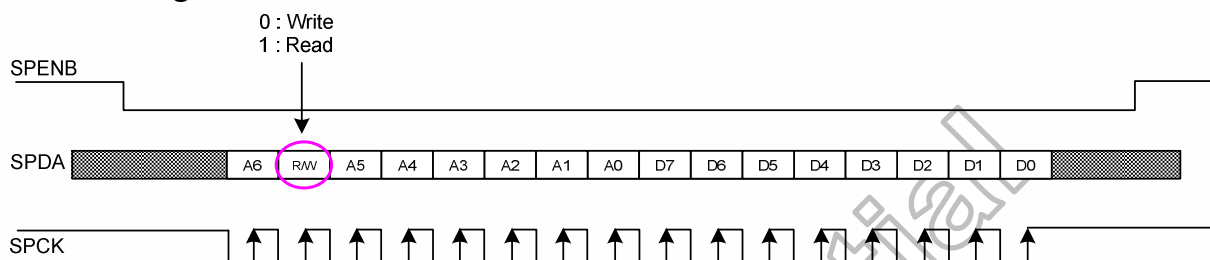 0 : Write
1 : Read
SPENB
SPDA A6 R/W A5 A4 A3 A2 A1 A0 D7 D6 D5 D4 D3 D2 D1 D0
SPCK